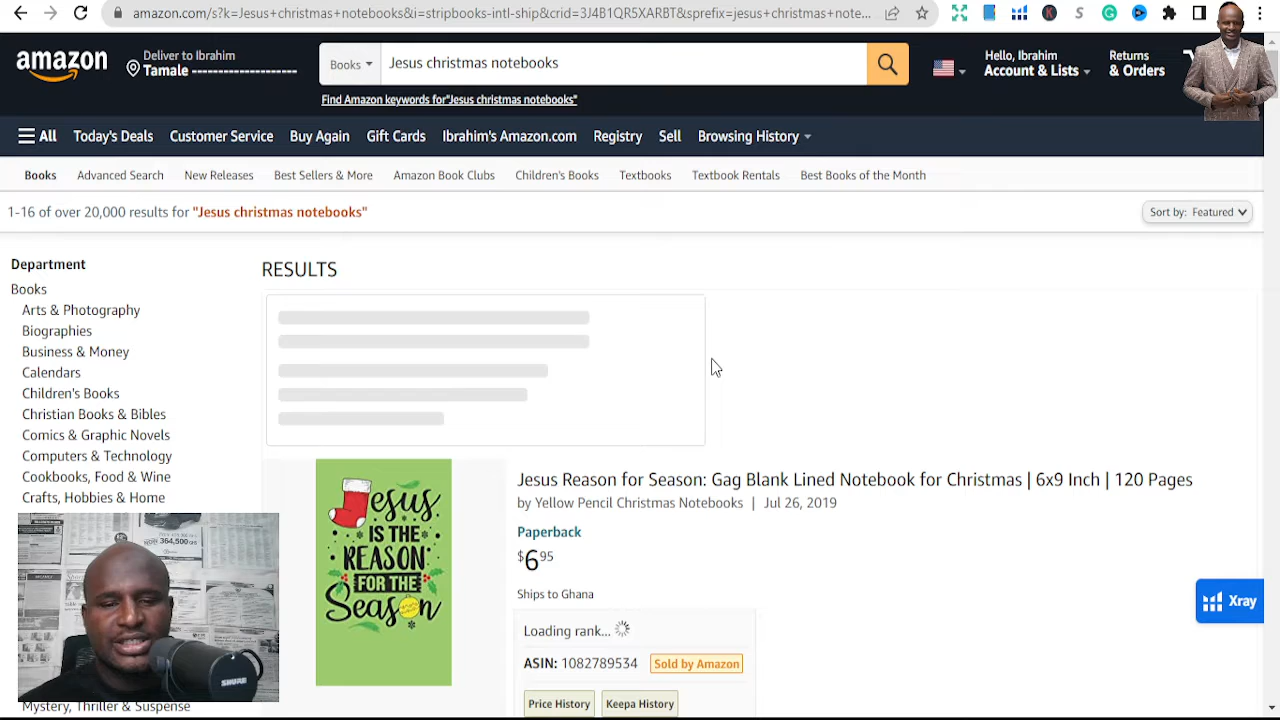 amazon.com/s?k=Jesus+christmas+notebooks&i=stripbooks-intl-ship&crid=3J4B1QR5XARBT&sprefix=jesus+christmas+note...
amazon
Deliver to Ibrahim
Tamale --------------------
Books
Jesus christmas notebooks
Hello, Ibrahim
Account & Lists
Returns
& Orders
Find Amazon keywords for"Jesus christmas notebooks"
All Today's Deals Customer Service Buy Again Gift Cards Ibrahim's Amazon.com Registry Sell Browsing History
Books Advanced Search New Releases Best Sellers & More Amazon Book Clubs Children's Books Textbooks Textbook Rentals Best Books of the Month
1-16 of over 20,000 results for "Jesus christmas notebooks"
Sort by: Featured
Department
Books
Arts & Photography
Biographies
Business & Money
Calendars
Children's Books
Christian Books & Bibles
Comics & Graphic Novels
Computers & Technology
Cookbooks, Food & Wine
Crafts, Hobbies & Home
Mystery, Thriller & Suspense
RESULTS
Jesus
IS THE
REASON
FOR THE
Season
Jesus Reason for Season: Gag Blank Lined Notebook for Christmas | 6x9 Inch | 120 Pages
by Yellow Pencil Christmas Notebooks | Jul 26, 2019
Paperback
$6 95
Ships to Ghana
Loading rank...
ASIN: 1082789534 Sold by Amazon
Price History Keepa History
Xray
SHURE